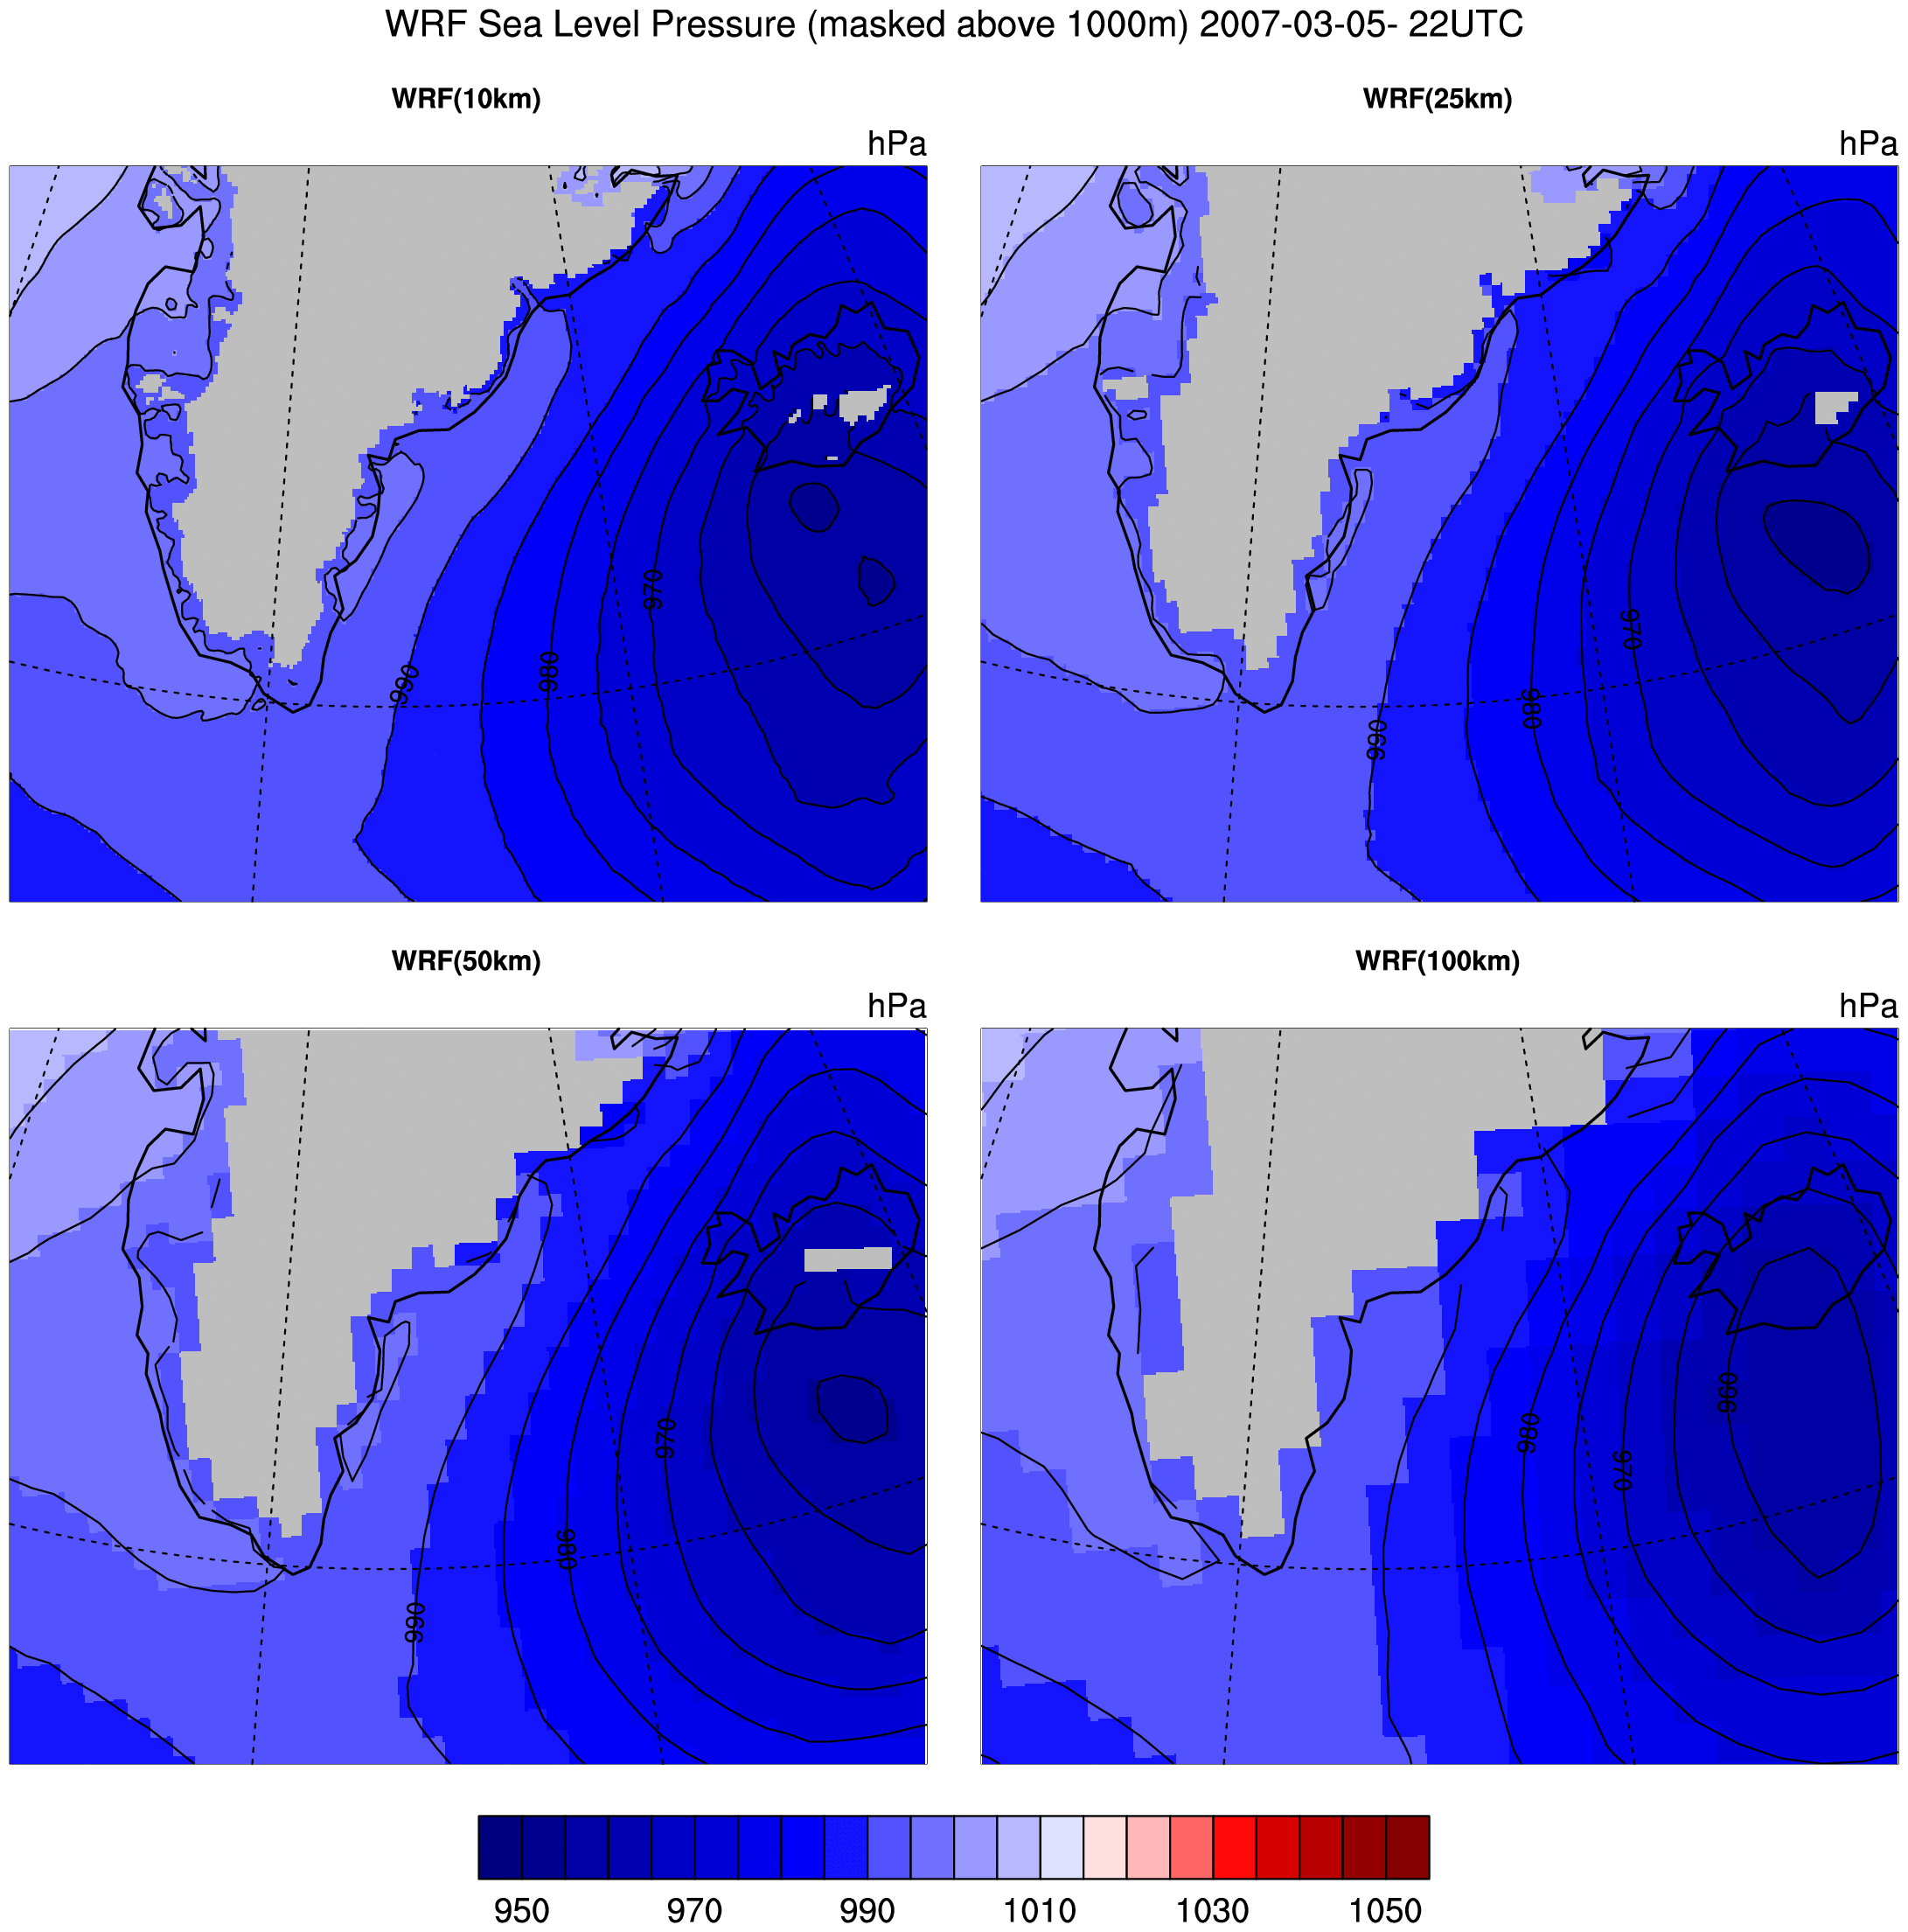 WRF Sea Level Pressure (masked above 1000m) 2007-03-05- 22UTC
WRF(10km)
WRF(25km)
hPa
hPa
970
970
990
980
980
990
WRF(50km)
WRF(100km)
hPa
hPa
960
970
980
970
980
990
950 970 990 1010 1030 1050